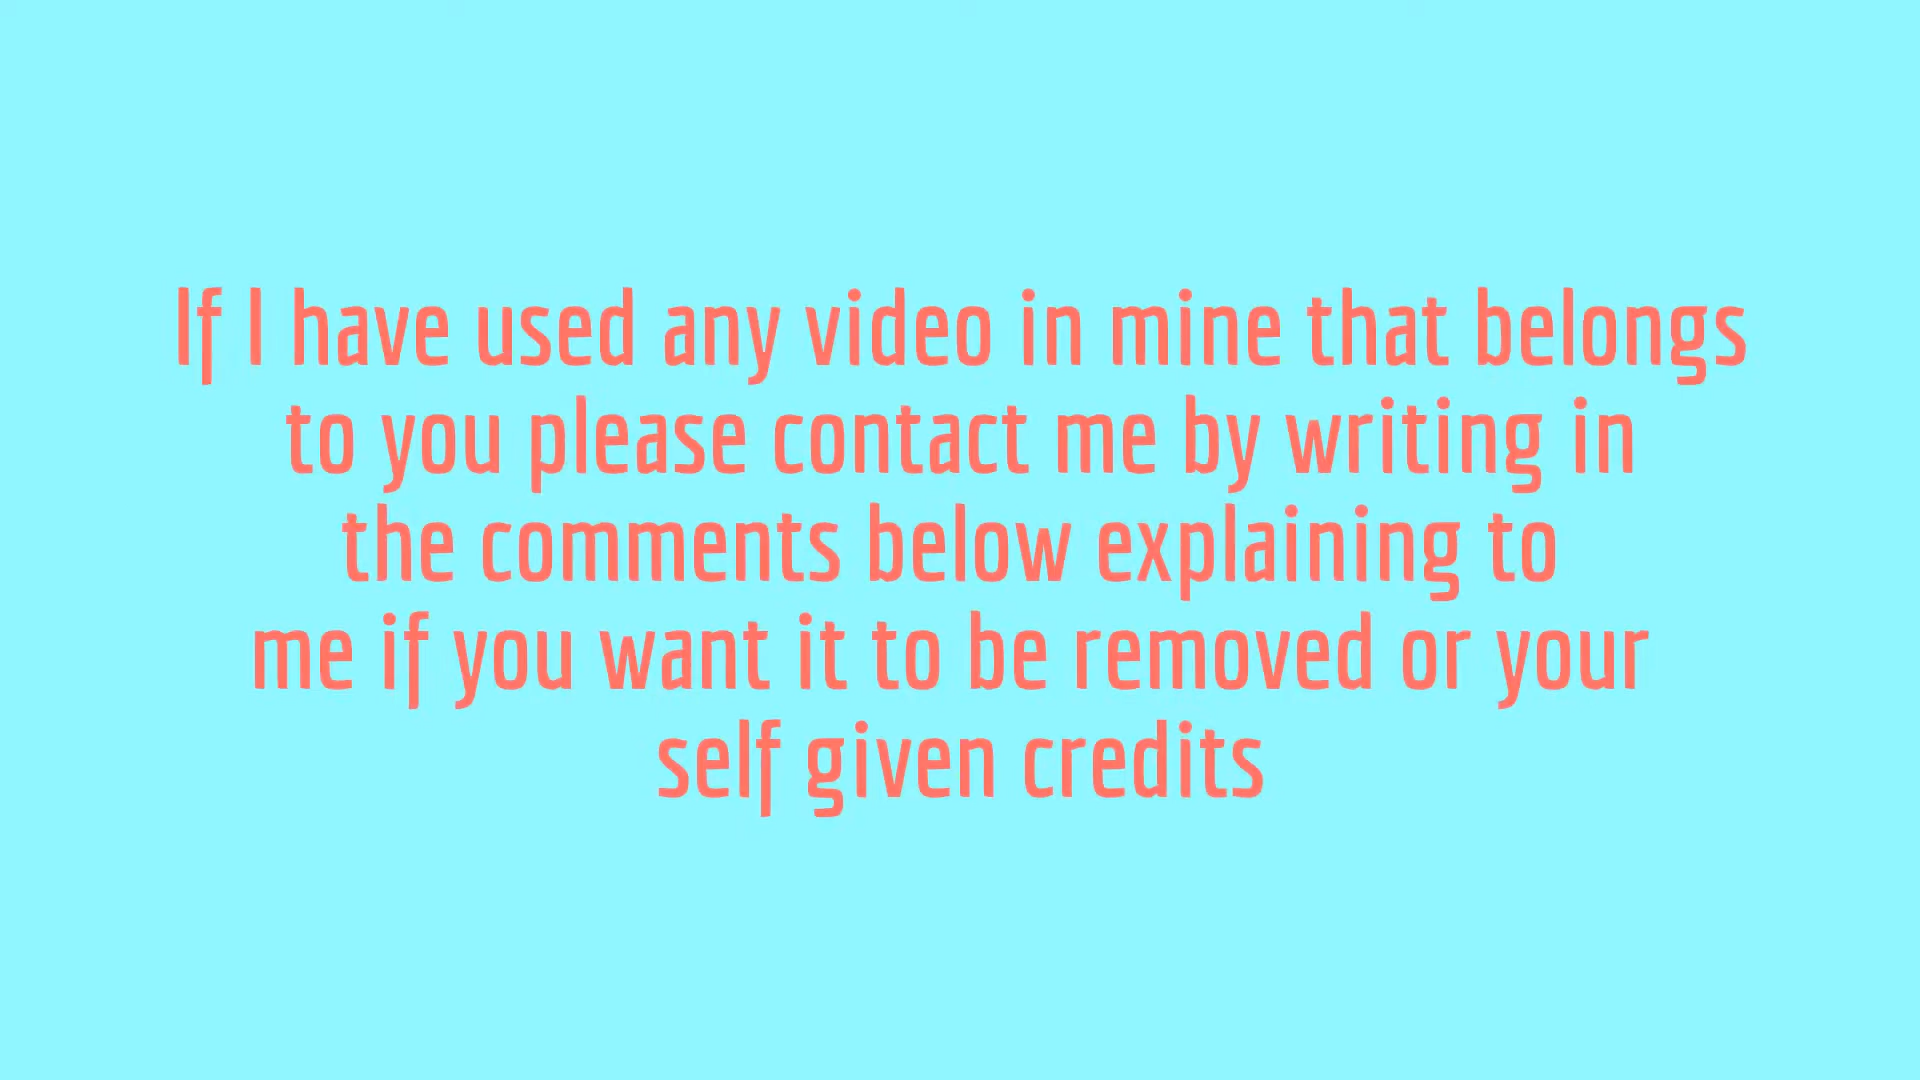 If I have used any video in mine that belongs
to you please contact me by writing in
the comments below explaining to
me if you want it to be removed or your
self given credits